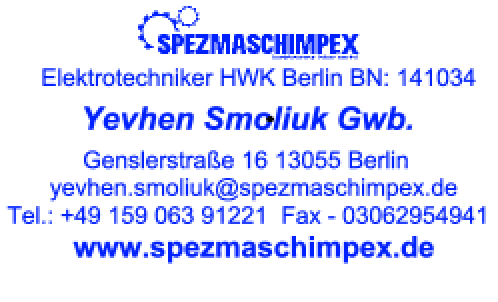 SPEZMASCHIMPEX
Elektrotechniker HWK Berlin BN: 141034
Yevhen Smoliuk Gwb.
Genslerstraße 16 13055 Berlin
yevhen.smoliuk@spezmaschimpex.de
Tel.: +49 159 063 91221 Fax - 03062954941
www.spezmaschimpex.de